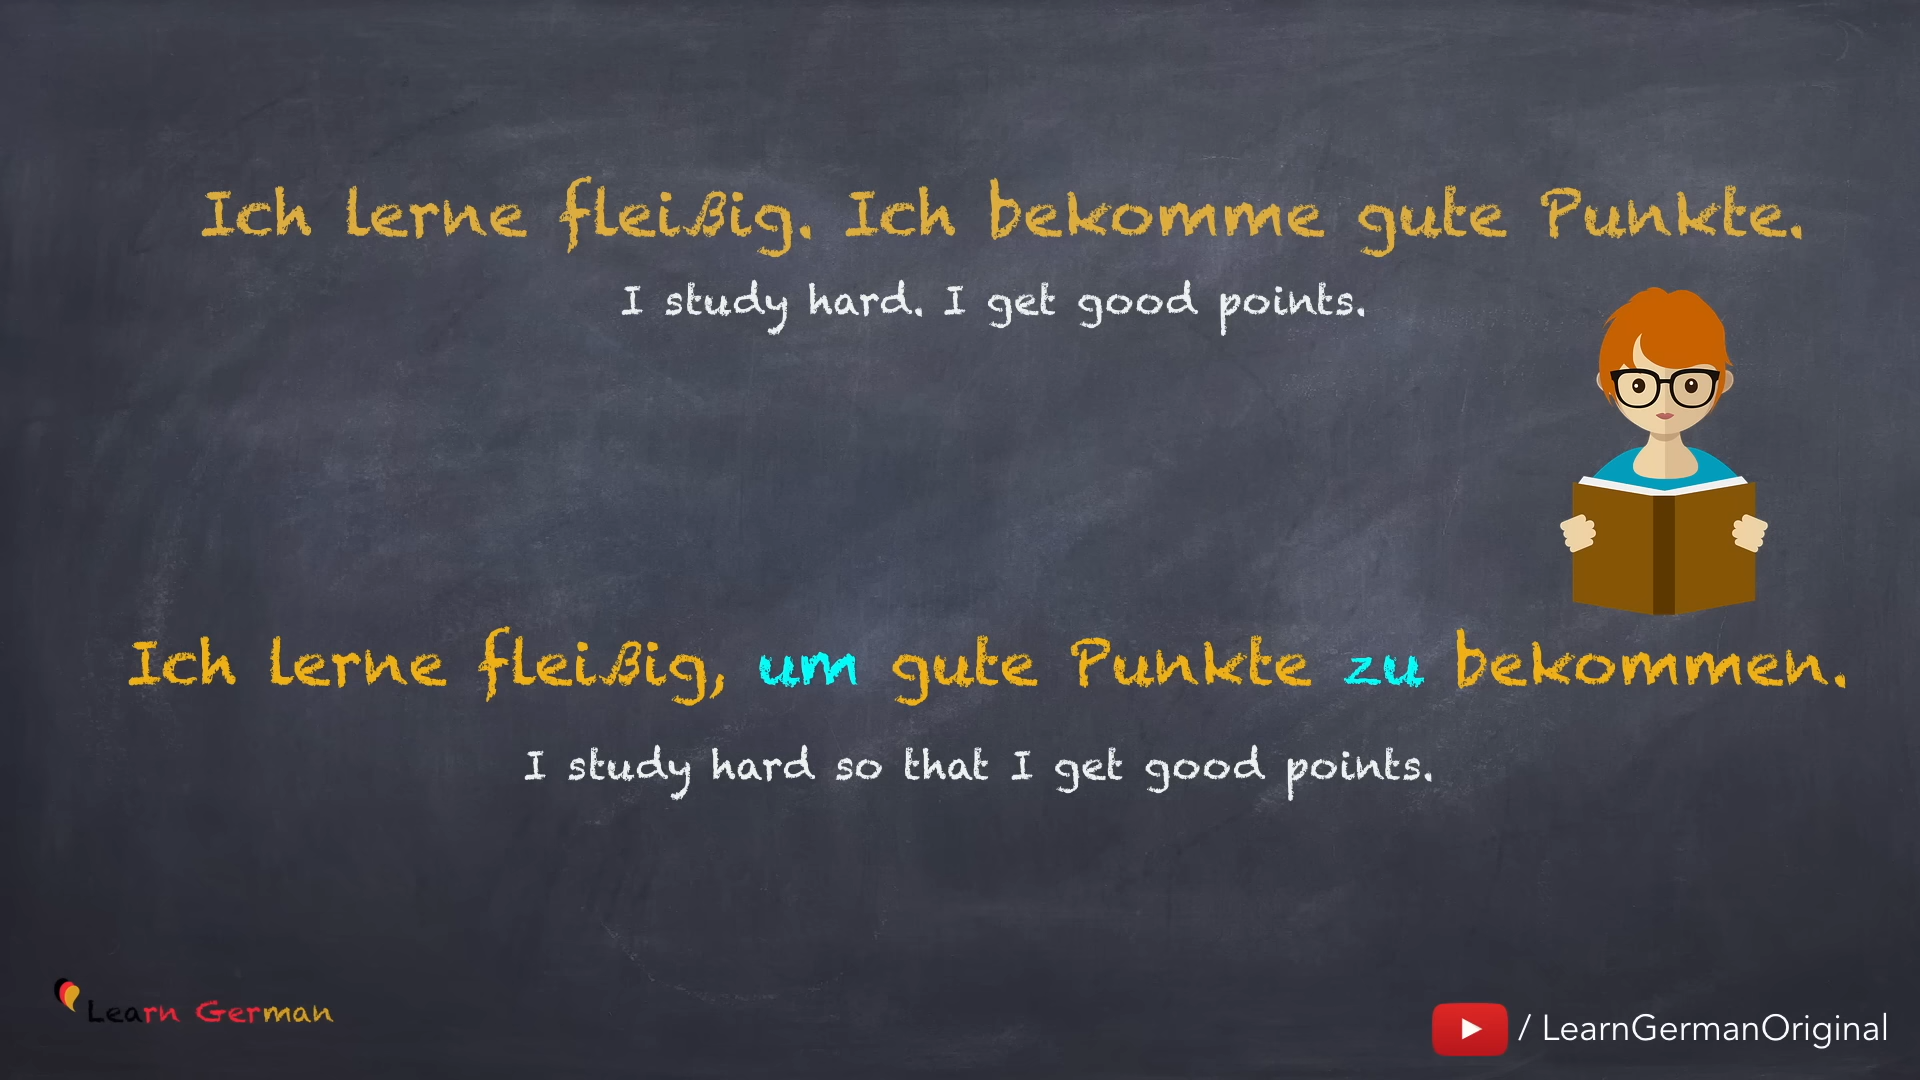 Ich lerne fleißig. Ich bekomme gute Punkte.
I study hard. I get good points.
Ich lerne fleißig, um gute Punkte zu bekommen.
I study hard so that I get good points.
Learn German
/ LearnGermanOriginal